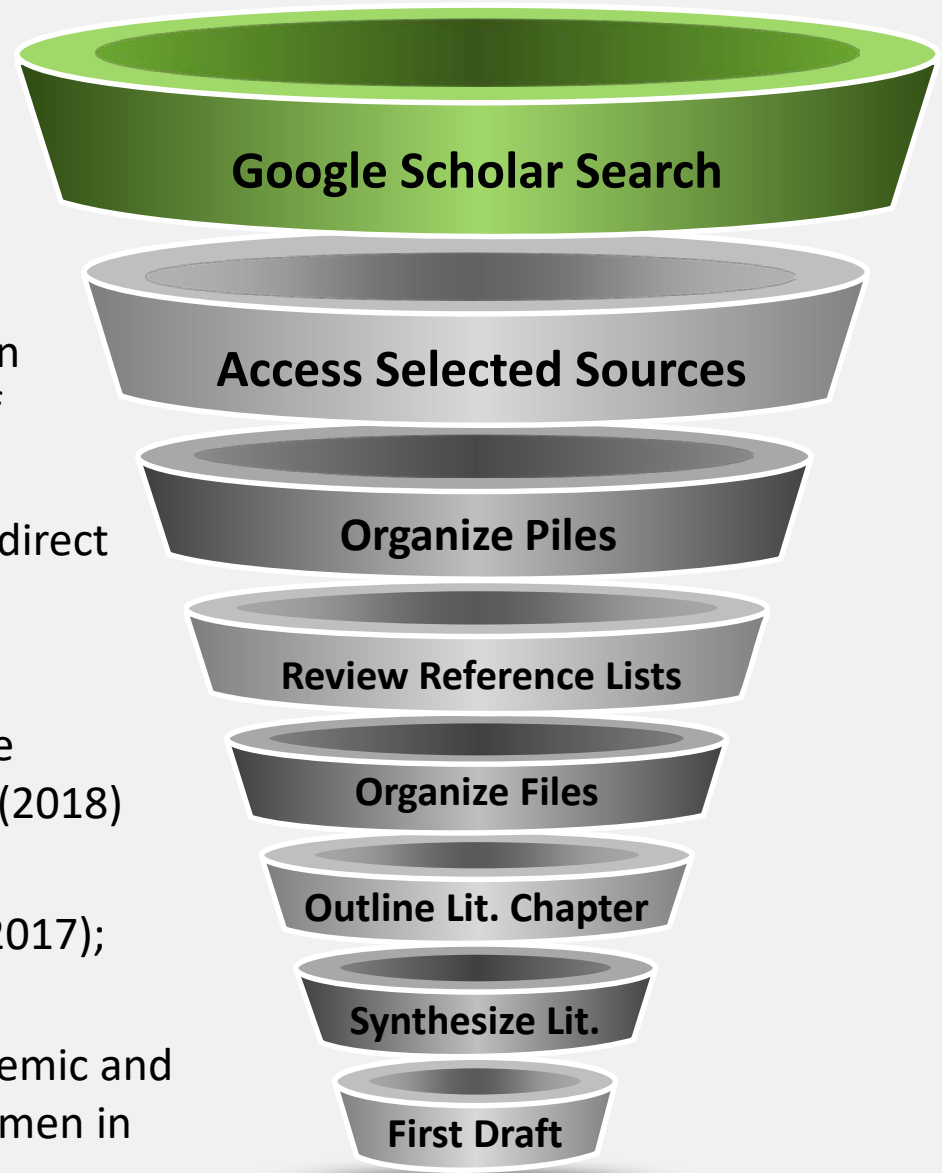 Google Scholar Search
n
Access Selected Sources
direct
Organize Piles
Review Reference Lists
e
Organize Files
(2018)
Outline Lit. Chapter
2017);
Synthesize Lit.
emic and
men in
First Draft